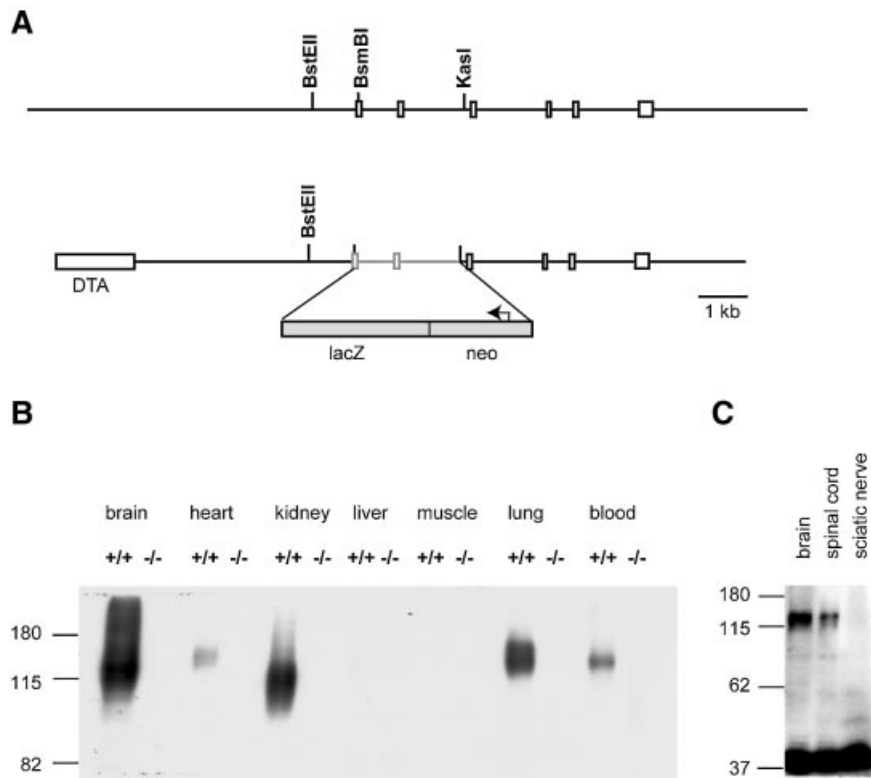 A
BstEII
BsmBI
KasI
BstEII
DTA
1 kb
lacZ neo
B
brain heart kidney liver muscle lung blood
+/+ -/- +/+ -/- +/+ -/- +/+ -/- +/+ -/- +/+ -/- +/+ -/-
180
115
82
C
brain
spinal cord
sciatic nerve
180
115
62
37